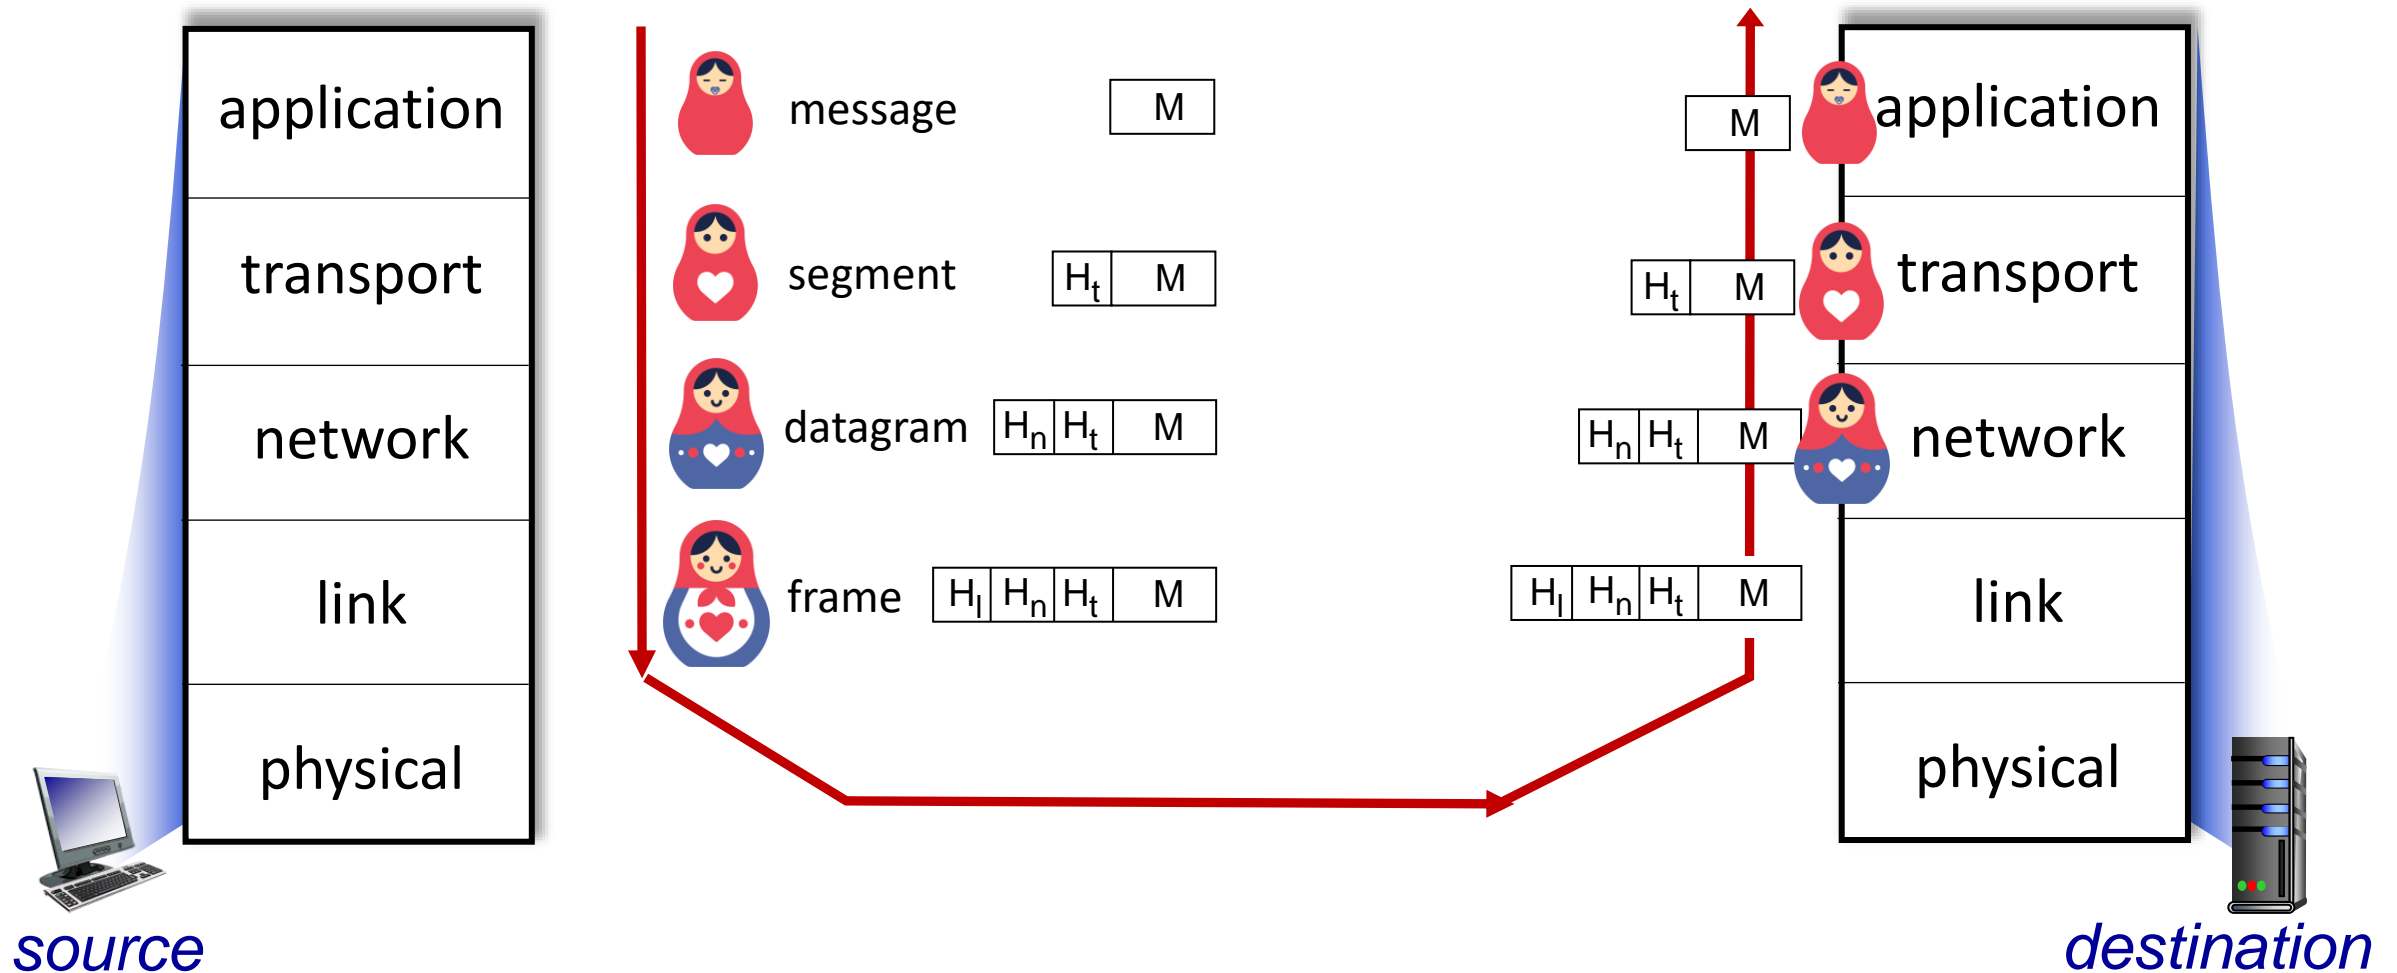 application
transport
network
link
physical
source
message M
segment Ht M
datagram Hn Ht M
frame Hl Hn Ht M
M
Ht M
Hn Ht M
Hl Hn Ht M
application
transport
network
link
physical
destination